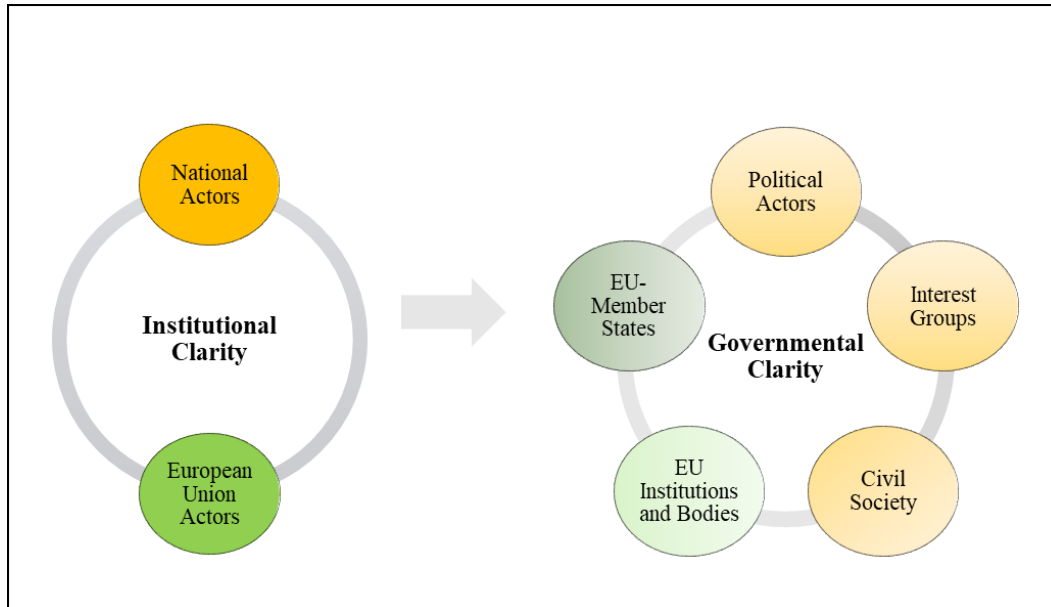 National
Actors
Institutional
Clarity
European
Union
Actors
Political
Actors
EU-
Member
States
Interest
Groups
Governmental
Clarity
EU
Institutions
and Bodies
Civil
Society